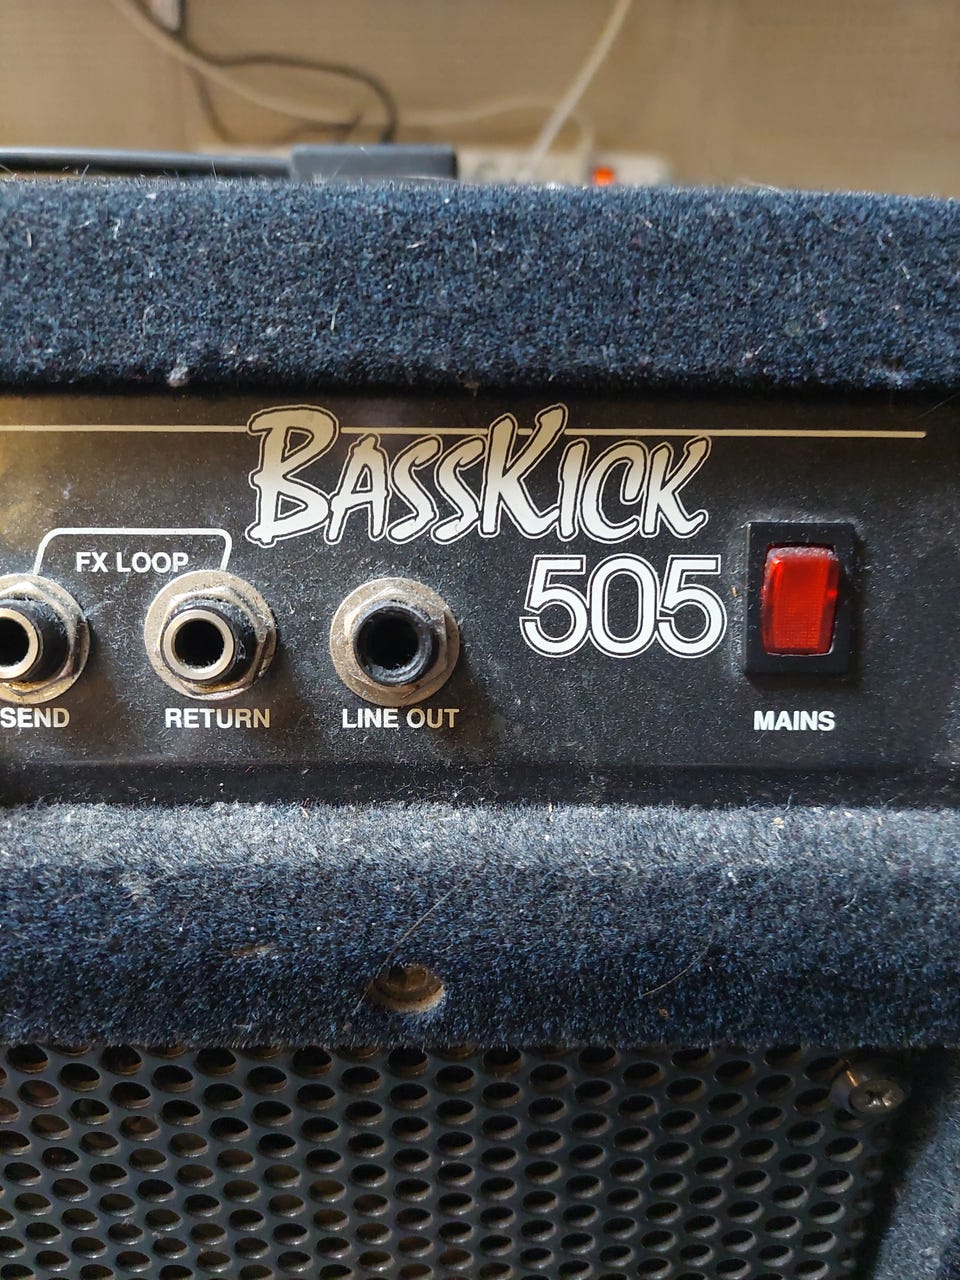 BASSKICK
505
FX LOOP
SEND
RETURN
LINE OUT
MAINS